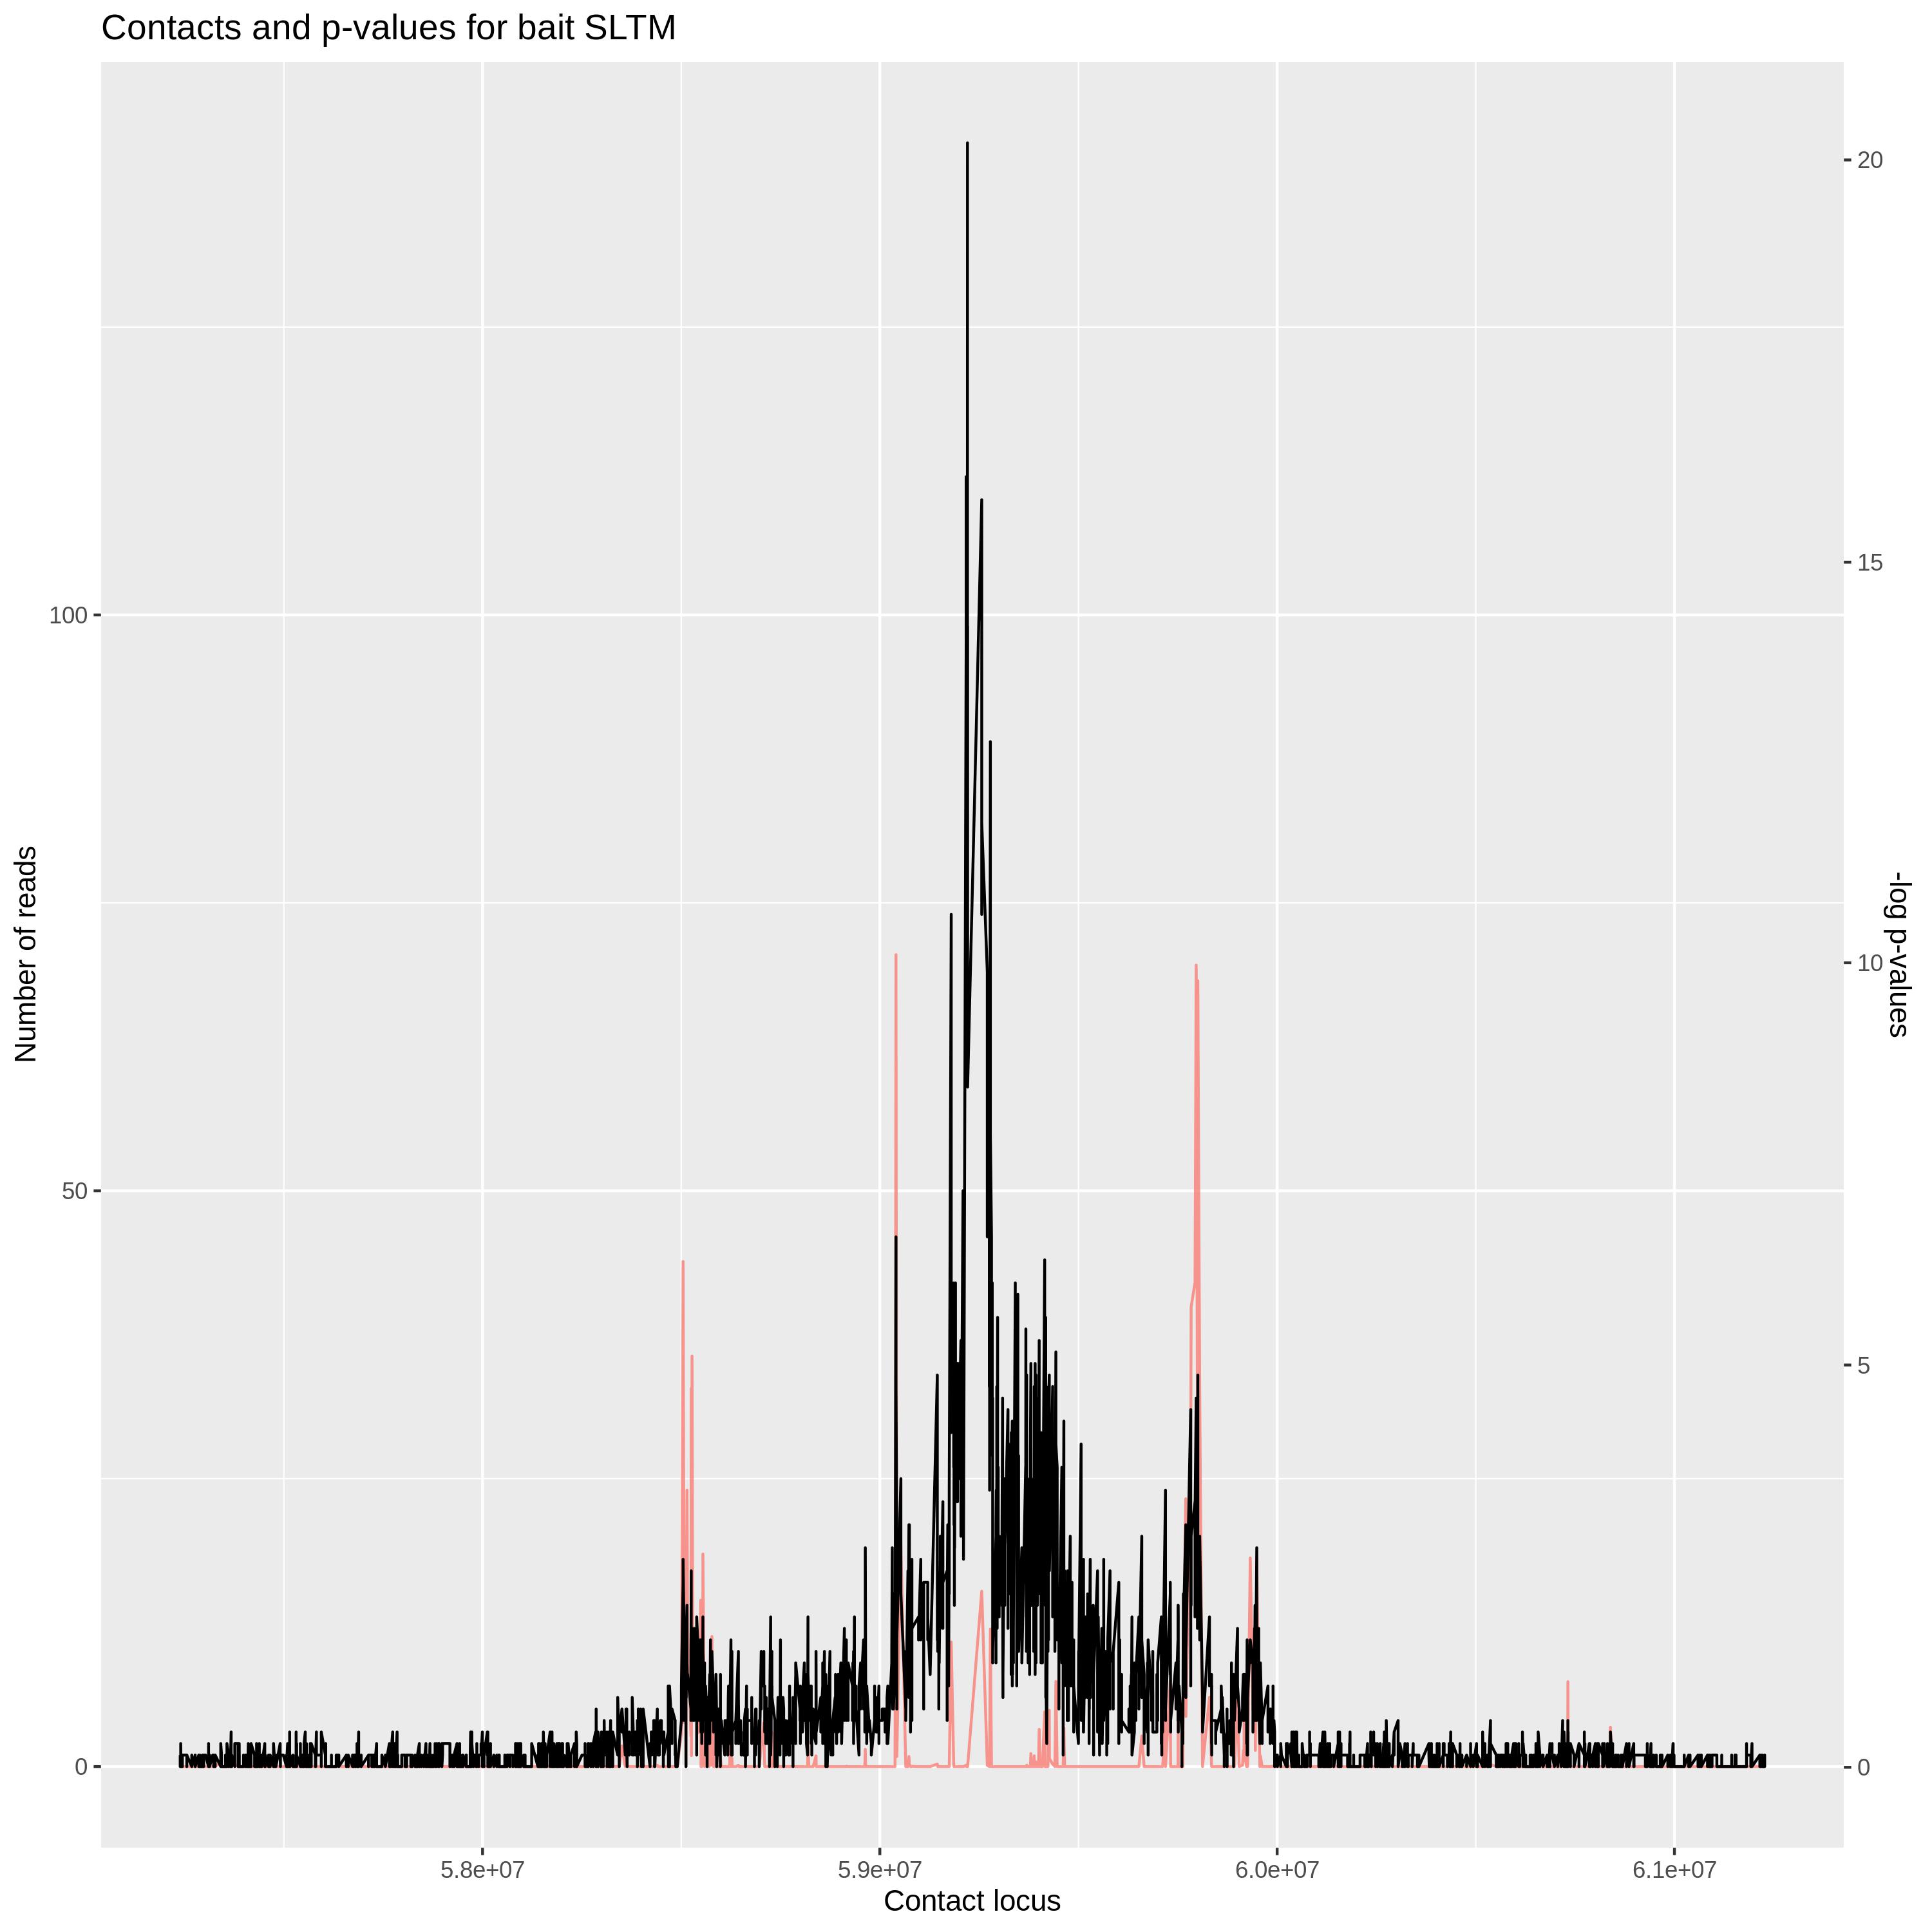 Contacts and p-values for bait SLTM
Number of reads
100
50
0
20
15
10
5
0
-log p-values
5.8e+07
5.9e+07
6.0e+07
6.1e+07
Contact locus